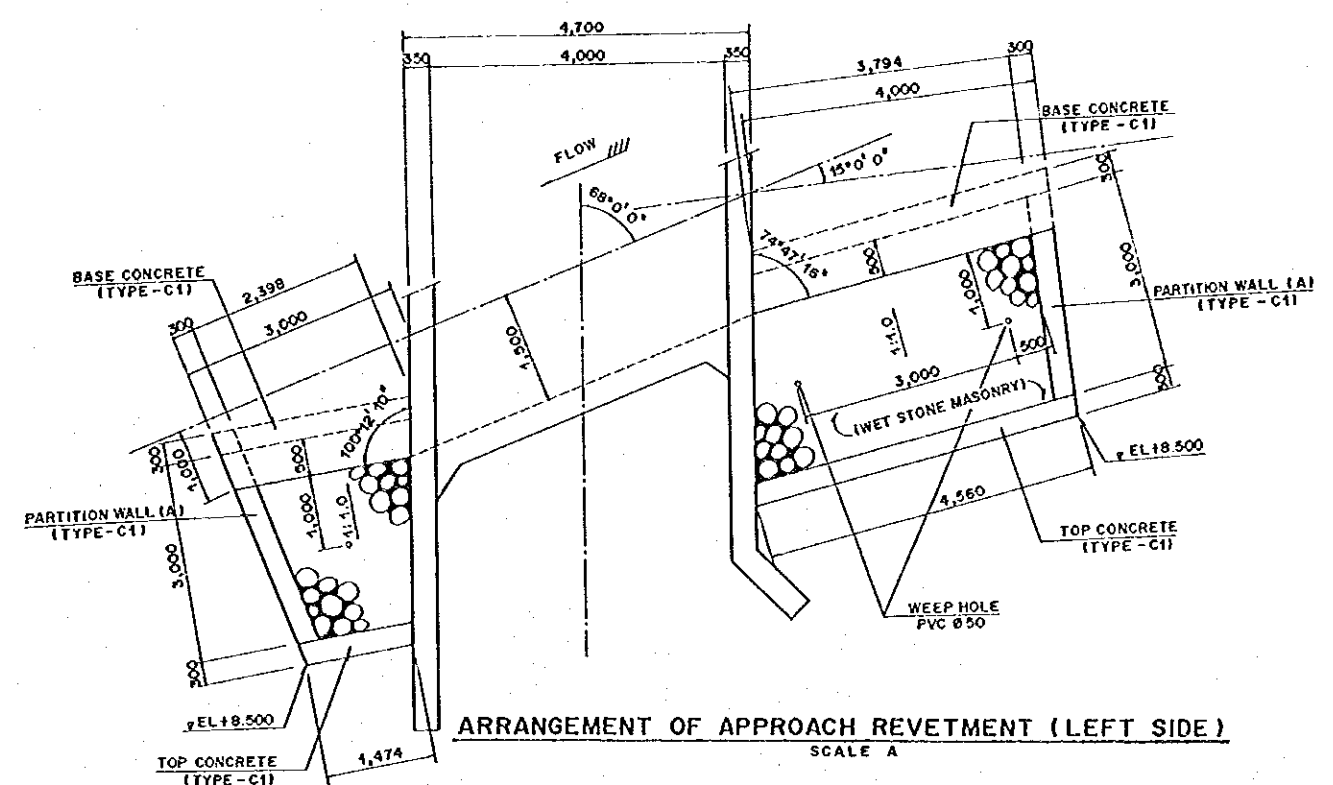 4,700
350
4,000
350
300
3,794
4,000
BASE CONCRETE
(TYPE-C1)
FLOW
15°0'0"
68°0'0"
300
74°47'16"
500
BASE CONCRETE
(TYPE-C1)
2,398
3,000
300
1,000
3,000
PARTITION WALL (A)
(TYPE-C1)
1,500
1:1.0
500
3,000
(WET STONE MASONRY)
100°12'10"
300
1,000
500
EL+8.500
1,000
1:1.0
4,560
PARTITION WALL (A)
(TYPE-C1)
3,000
TOP CONCRETE
(TYPE-C1)
WEEP HOLE
PVC Ø50
EL+8.500
ARRANGEMENT OF APPROACH REVETMENT (LEFT SIDE)
SCALE A
TOP CONCRETE
(TYPE-C1)
1,474